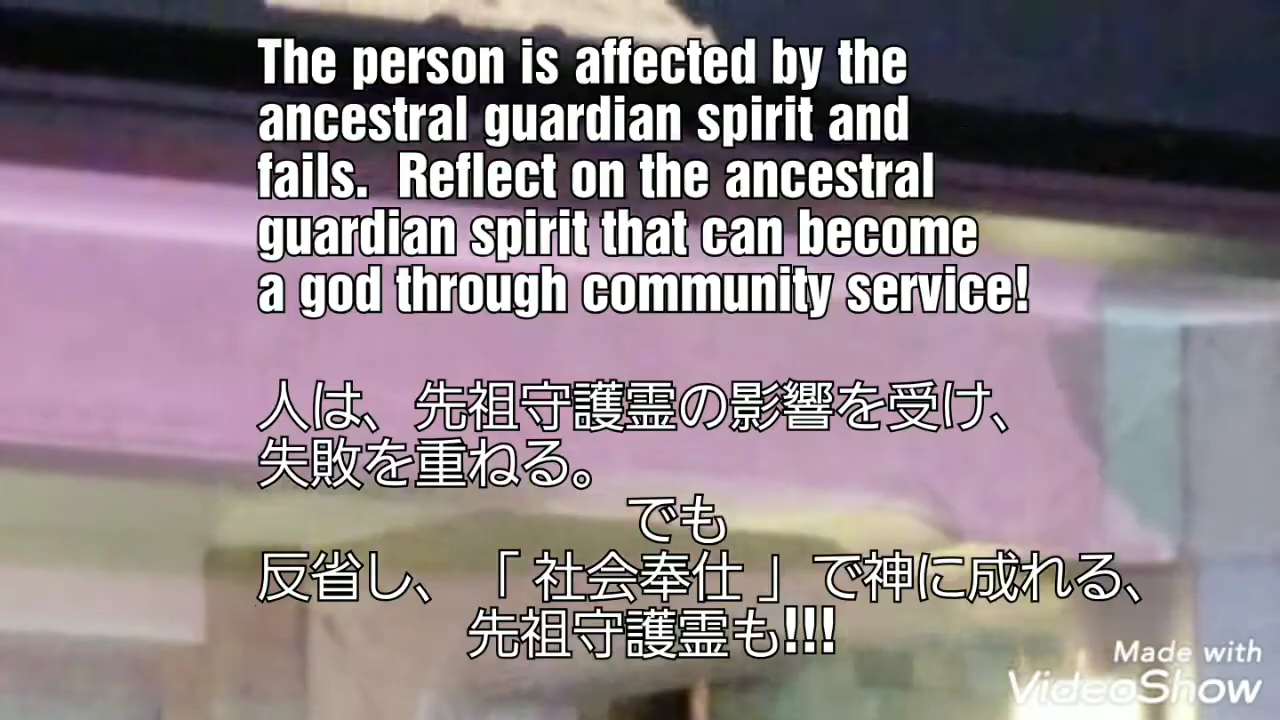 The person is affected by the
ancestral guardian spirit and
fails.  Reflect on the ancestral
guardian spirit that can become
a god through community service!
人は、先祖守護霊の影響を受け、
失敗を重ねる。
でも
反省し、「 社会奉仕 」で神に成れる、
先祖守護霊も!!!
Made with
VideoShow